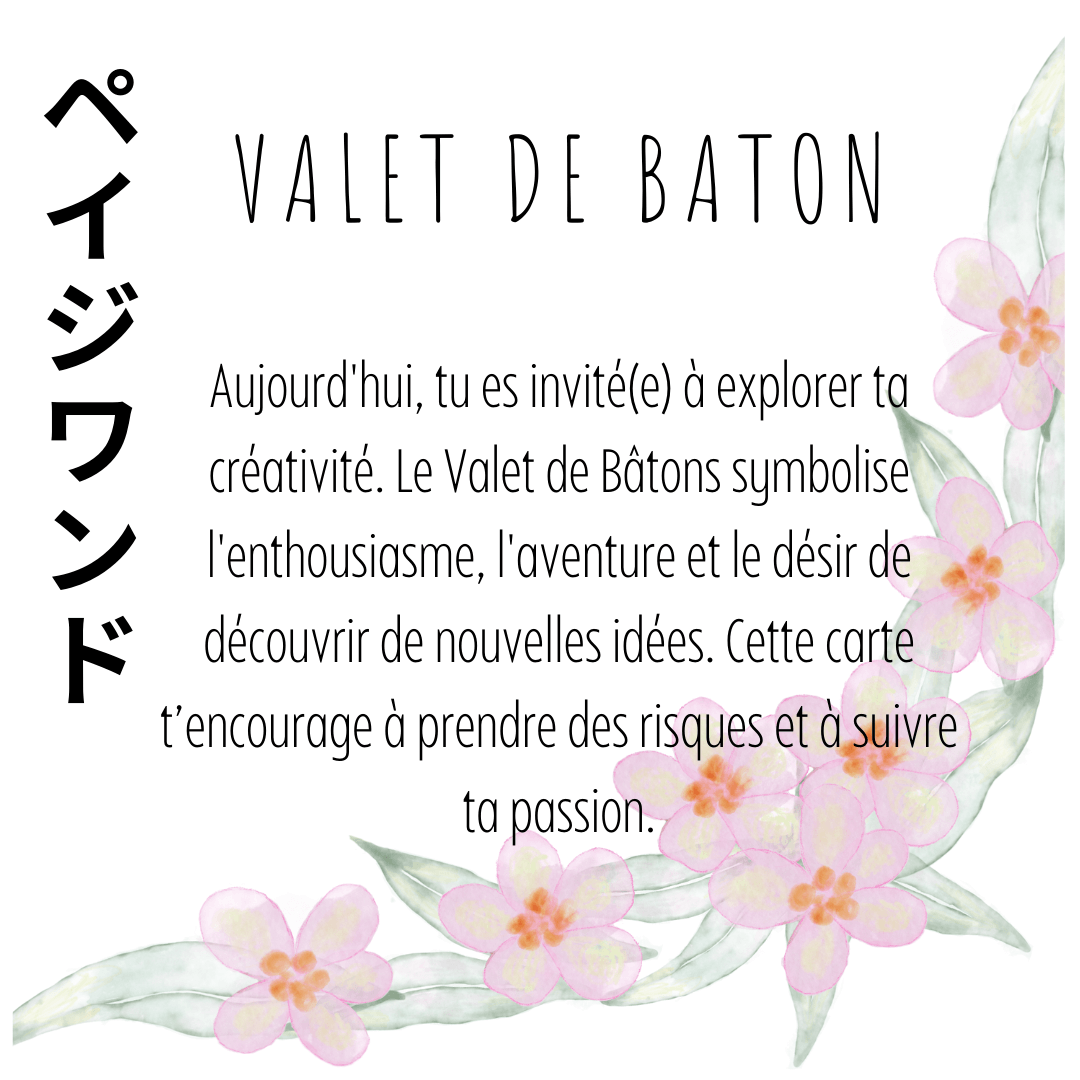 ペイジワンド
VALET DE BATON
Aujourd'hui, tu es invité(e) à explorer ta
créativité. Le Valet de Bâtons symbolise
l'enthousiasme, l'aventure et le désir de
découvrir de nouvelles idées. Cette carte
t’encourage à prendre des risques et à suivre
ta passion.